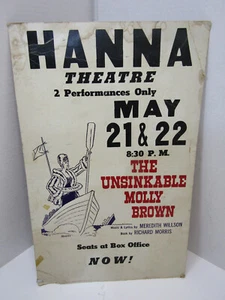 HANNA
THEATRE
2 Performances Only
MAY
21 & 22
8:30 P.M.
THE
UNSINKABLE
MOLLY
BROWN
Music & Lyrics by MEREDITH WILLSON
Book by RICHARD MORRIS
Seats at Box Office
NOW!